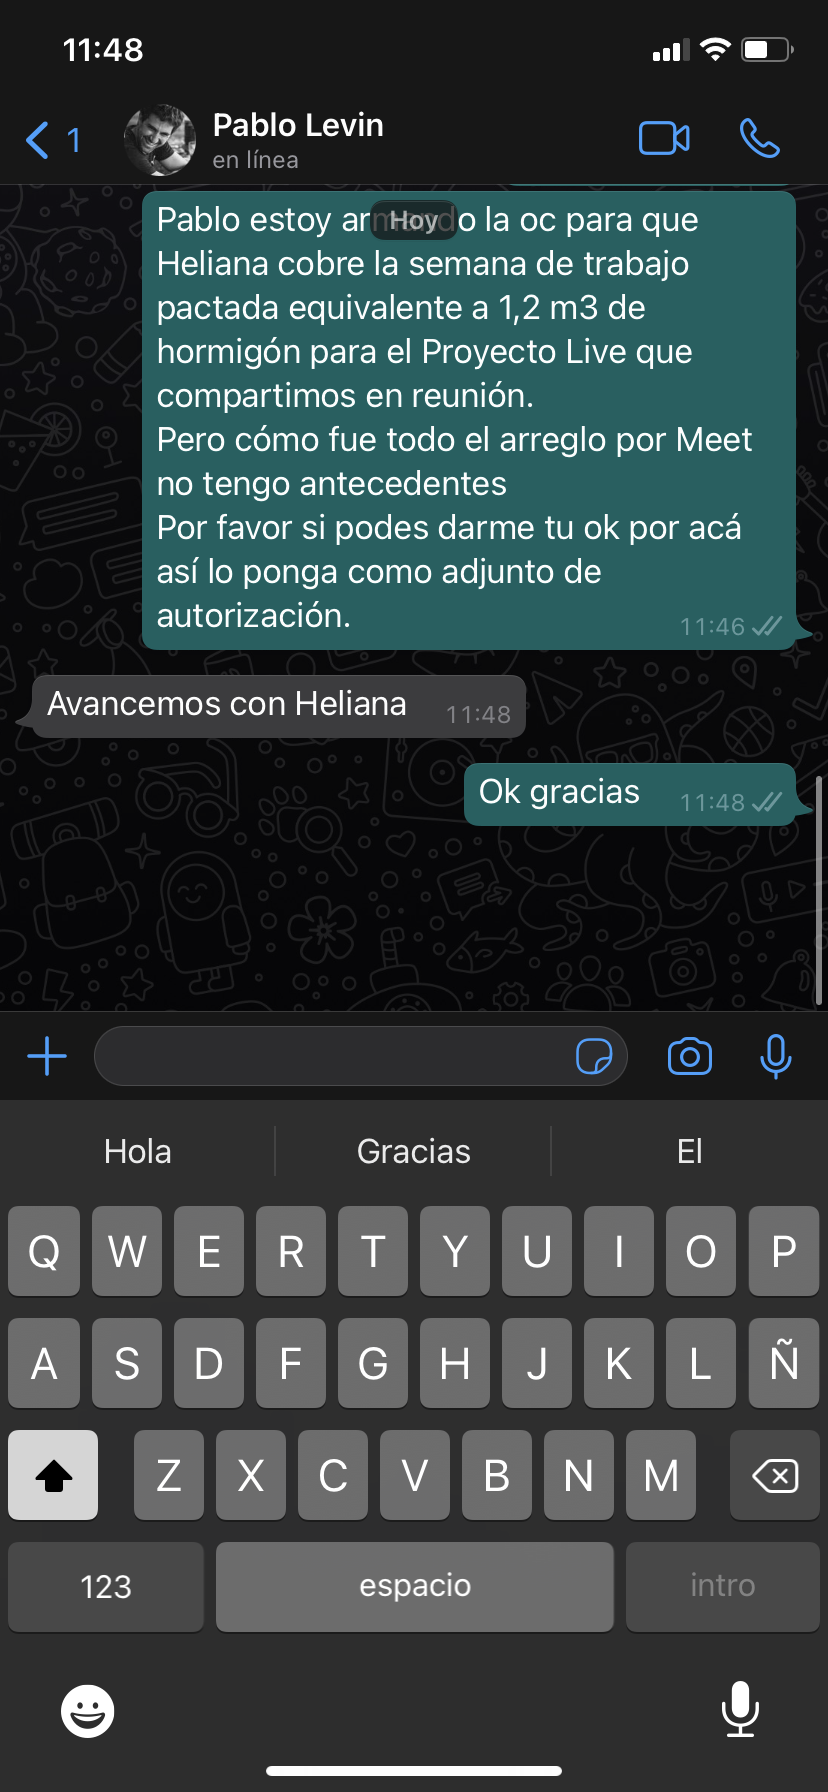 11:48
1
Pablo Levin
en línea
Hoy
Pablo estoy armando la oc para que
Heliana cobre la semana de trabajo
pactada equivalente a 1,2 m3 de
hormigón para el Proyecto Live que
compartimos en reunión.
Pero cómo fue todo el arreglo por Meet
no tengo antecedentes
Por favor si podes darme tu ok por acá
así lo ponga como adjunto de
autorización.
11:46
Avancemos con Heliana
11:48
Ok gracias
11:48
Hola Gracias El
Q W E R T Y U I O P
A S D F G H J K L Ñ
Z X C V B N M
123 espacio intro